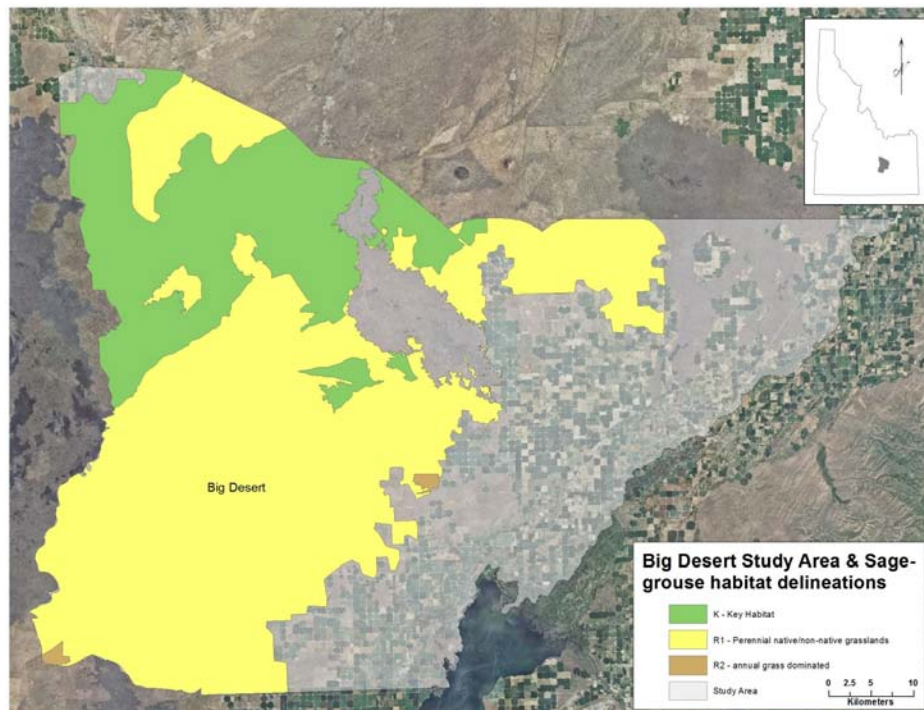 Big Desert
Big Desert Study Area & Sage-
grouse habitat delineations
K - Key Habitat
R1 - Perennial native/non-native grasslands
R2 - annual grass dominated
Study Area
0 2.5 5 10
Kilometers